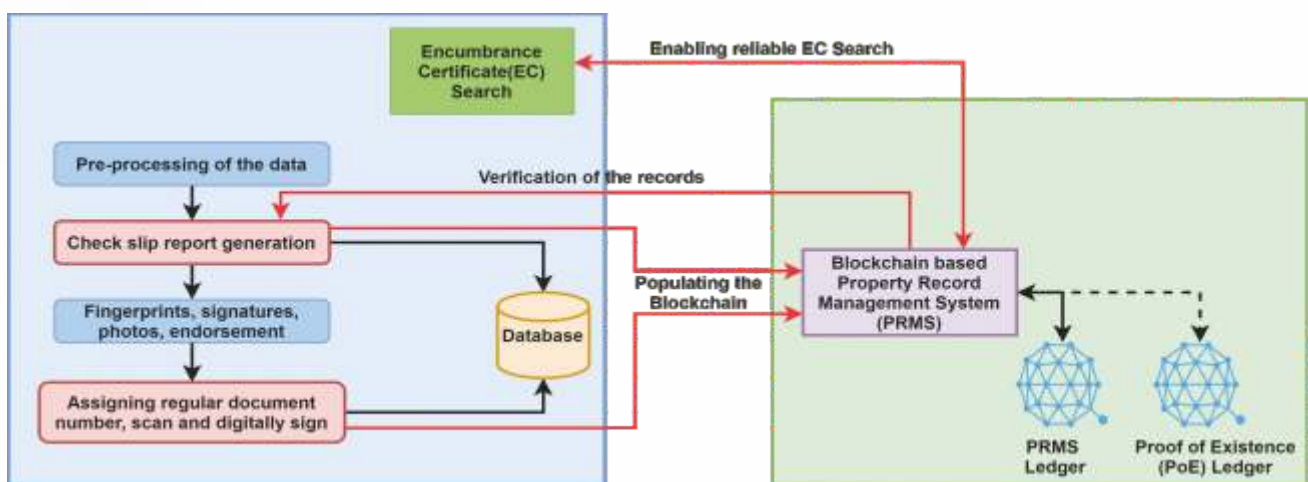 Encumbrance
Certificate(EC)
Search
Enabling reliable EC Search
Pre-processing of the data
Verification of the records
Check slip report generation
Blockchain based
Property Record
Management System
(PRMS)
Populating the
Blockchain
Fingerprints, signatures,
photos, endorsement
Database
Assigning regular document
number, scan and digitally sign
PRMS
Ledger
Proof of Existence
(PoE) Ledger